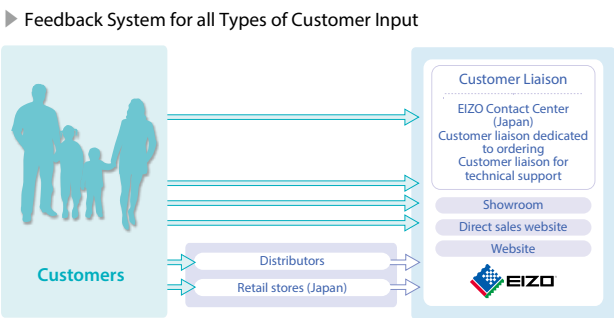 Feedback System for all Types of Customer Input
Customer Liaison
EIZO Contact Center
(Japan)
Customer liaison dedicated
to ordering
Customer liaison for
technical support
Showroom
Direct sales website
Website
Distributors
Retail stores (Japan)
Customers
EIZO